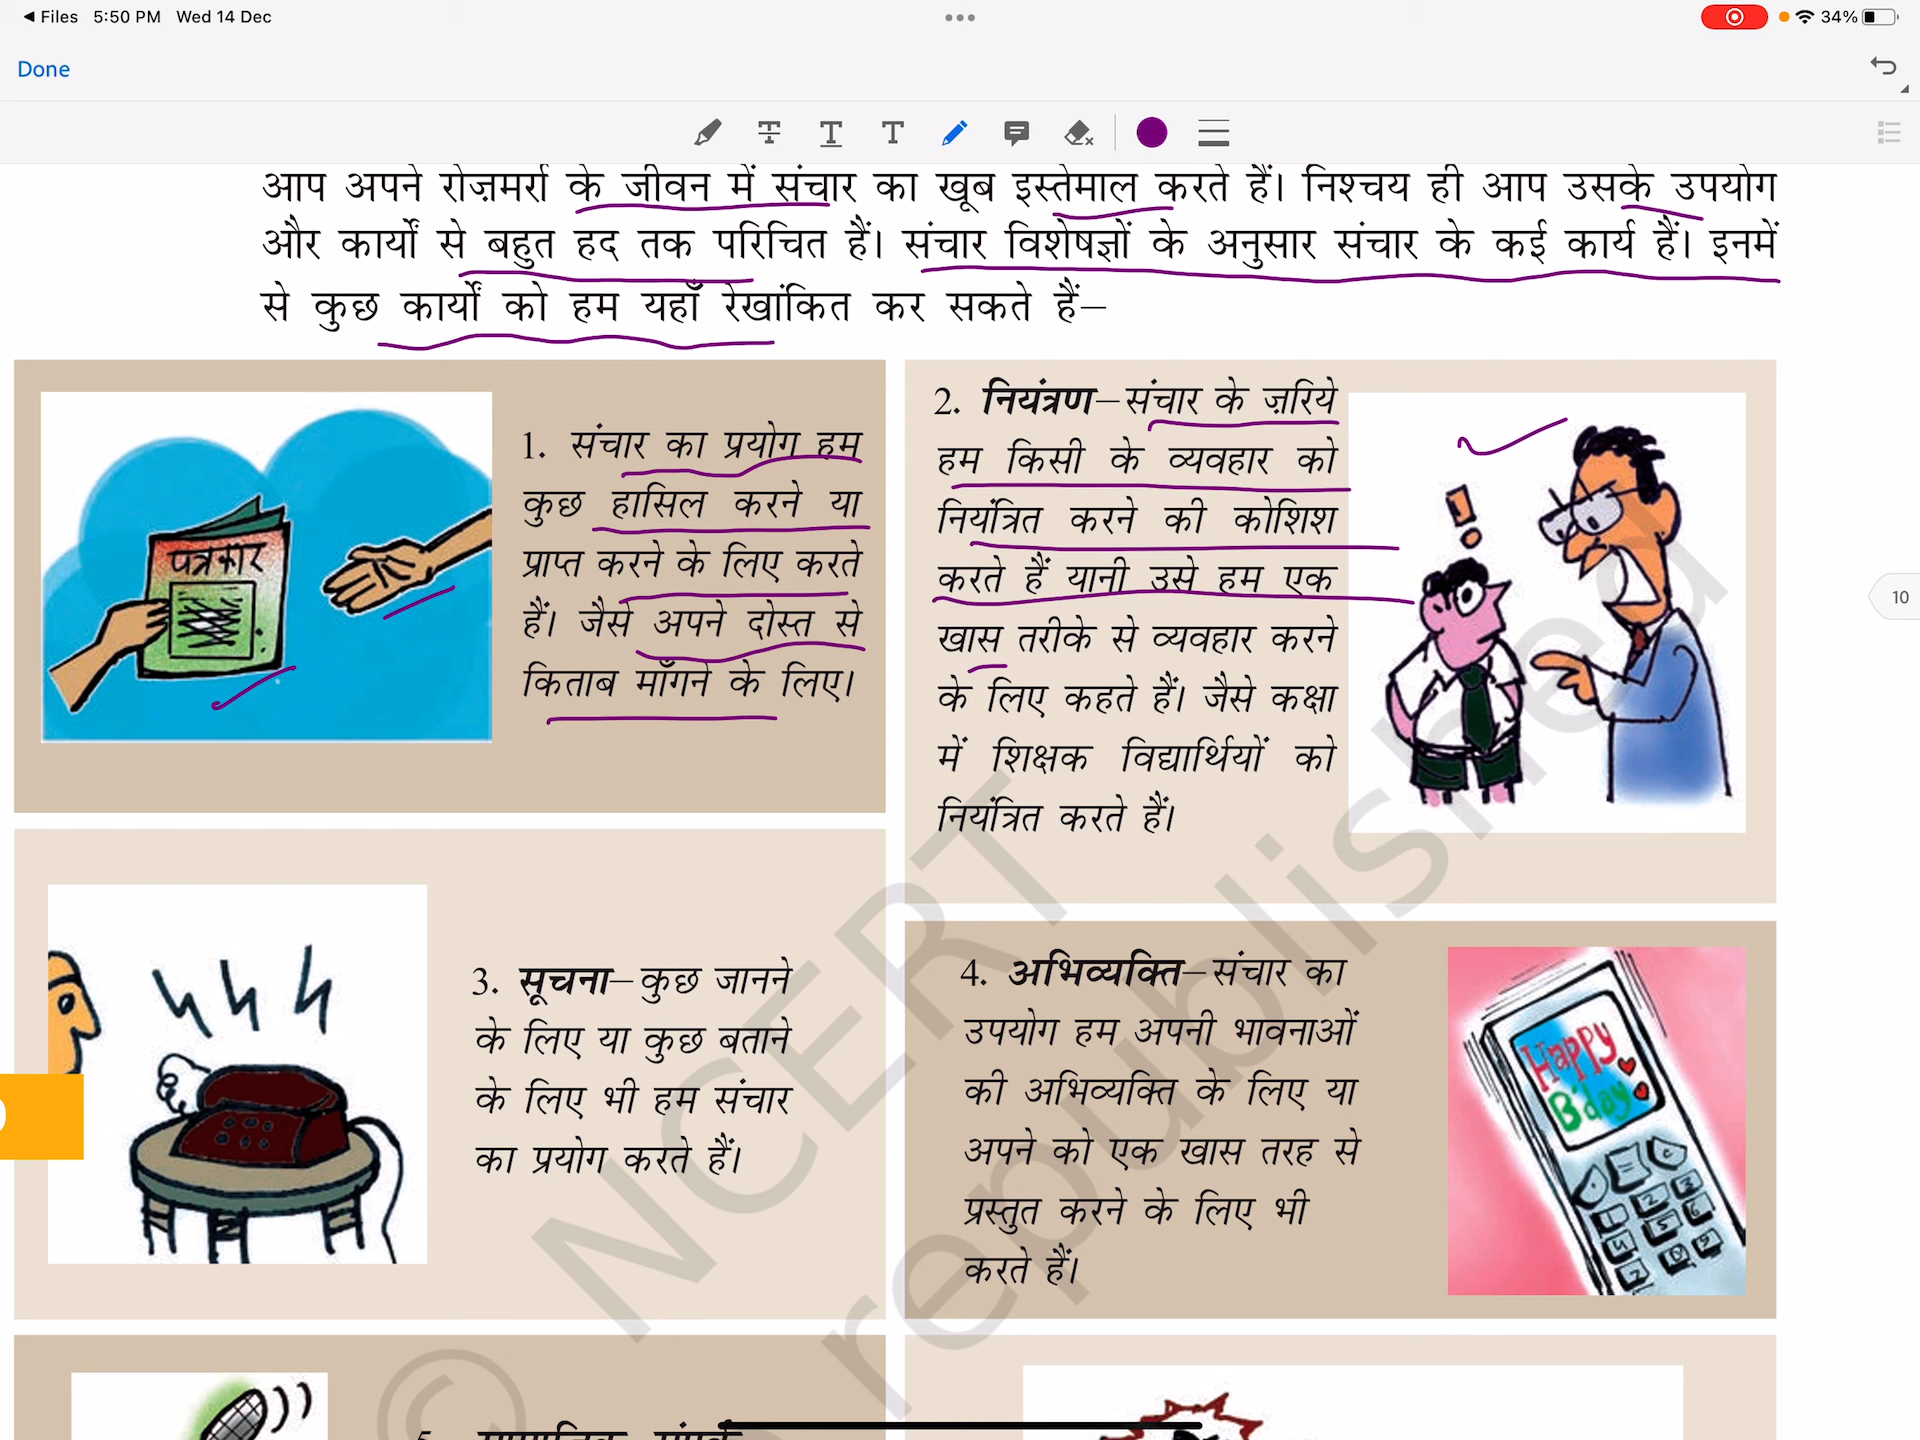 Files 5:50 PM Wed 14 Dec
34%
Done
आप अपने रोज़मर्रा के जीवन में संचार का खूब इस्तेमाल करते हैं। निश्चय ही आप उसके उपयोग
और कार्यों से बहुत हद तक परिचित हैं। संचार विशेषज्ञों के अनुसार संचार के कई कार्य हैं। इनमें
से कुछ कार्यों को हम यहाँ रेखांकित कर सकते हैं–
पत्रकार
1. संचार का प्रयोग हम
कुछ हासिल करने या
प्राप्त करने के लिए करते
हैं। जैसे अपने दोस्त से
किताब माँगने के लिए।
2. नियंत्रण–संचार के ज़रिये
हम किसी के व्यवहार को
नियंत्रित करने की कोशिश
करते हैं यानी उसे हम एक
खास तरीके से व्यवहार करने
के लिए कहते हैं। जैसे कक्षा
में शिक्षक विद्यार्थियों को
नियंत्रित करते हैं।
10
3. सूचना–कुछ जानने
के लिए या कुछ बताने
के लिए भी हम संचार
का प्रयोग करते हैं।
4. अभिव्यक्ति–संचार का
उपयोग हम अपनी भावनाओं
की अभिव्यक्ति के लिए या
अपने को एक खास तरह से
प्रस्तुत करने के लिए भी
करते हैं।
Happy
B'day
© NCERT
republished